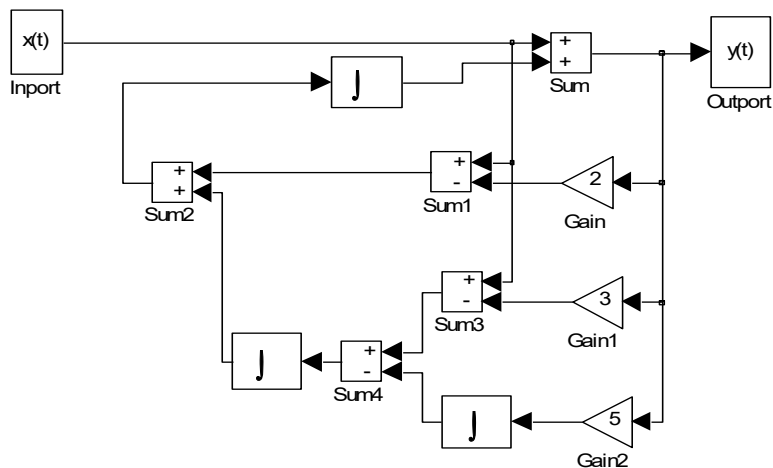 x(t)
Inport
+
+
Sum
y(t)
Outport
∫
+
+
Sum2
+
-
Sum1
2
Gain
+
-
Sum3
3
Gain1
∫
+
-
Sum4
∫
5
Gain2